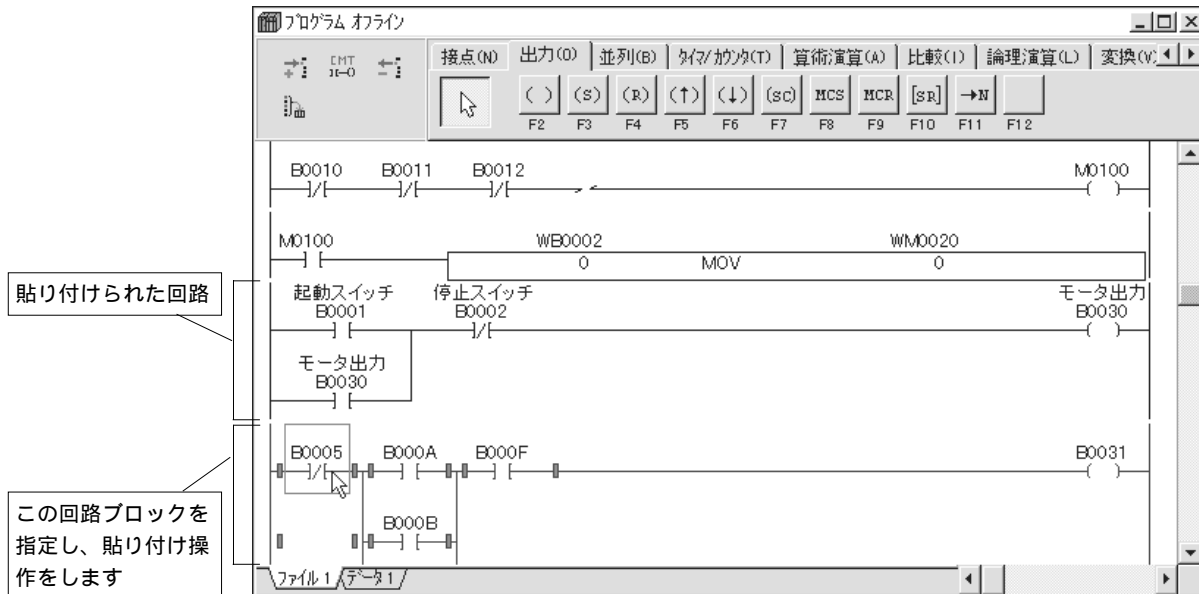 プログラム オフライン
接点(N) 出力(O) 並列(B) タイマ/カウンタ(T) 算術演算(A) 比較(I) 論理演算(L) 変換(V
CMT
( ) (S) (R) (↑) (↓) (SC) MCS MCR [SR] →N
F2 F3 F4 F5 F6 F7 F8 F9 F10 F11 F12
B0010 B0011 B0012 M0100
M0100 WB0002 WM0020
0 MOV 0
貼り付けられた回路
起動スイッチ 停止スイッチ モータ出力
B0001 B0002 B0030
モータ出力
B0030
B0005 B000A B000F B0031
この回路ブロックを
指定し、貼り付け操
作をします
B000B
ファイル 1 データ 1